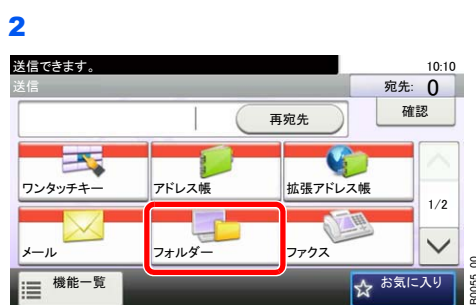 2
送信できます。 10:10
送信 宛先: 0
再宛先 確認
ワンタッチキー アドレス帳 拡張アドレス帳
1/2
メール フォルダー ファクス
機能一覧 お気に入り